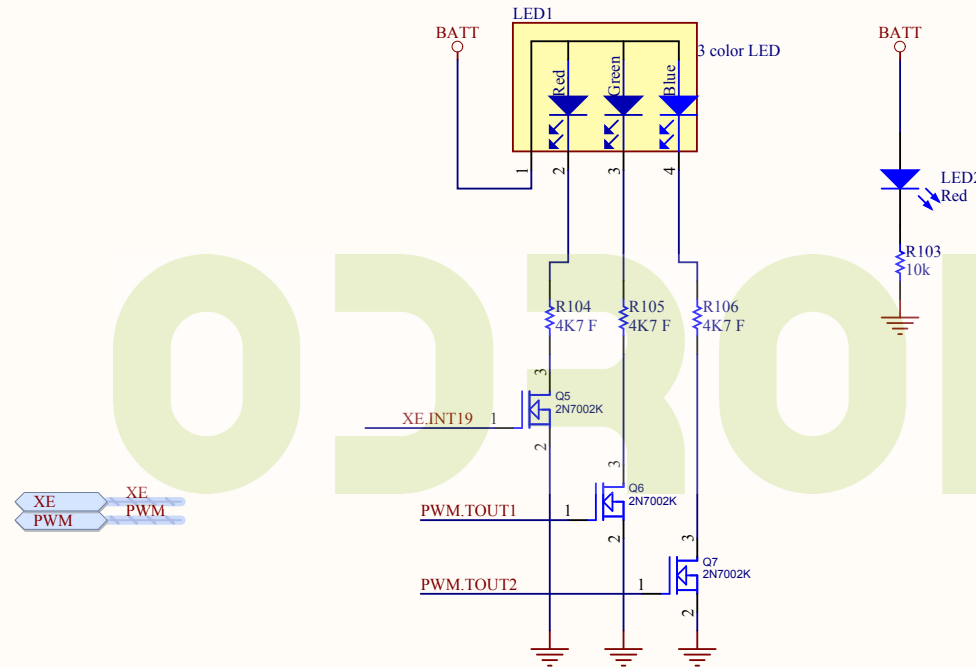 LED1
BATT
3 color LED
BATT
Red
Green
Blue
1
2
3
4
LED2
Red
R103
10k
R104
4K7 F
R105
4K7 F
R106
4K7 F
3
Q5
2N7002K
XE.INT19
1
2
3
Q6
2N7002K
XE
XE
PWM
PWM
PWM.TOUT1
1
2
3
Q7
2N7002K
PWM.TOUT2
1
2